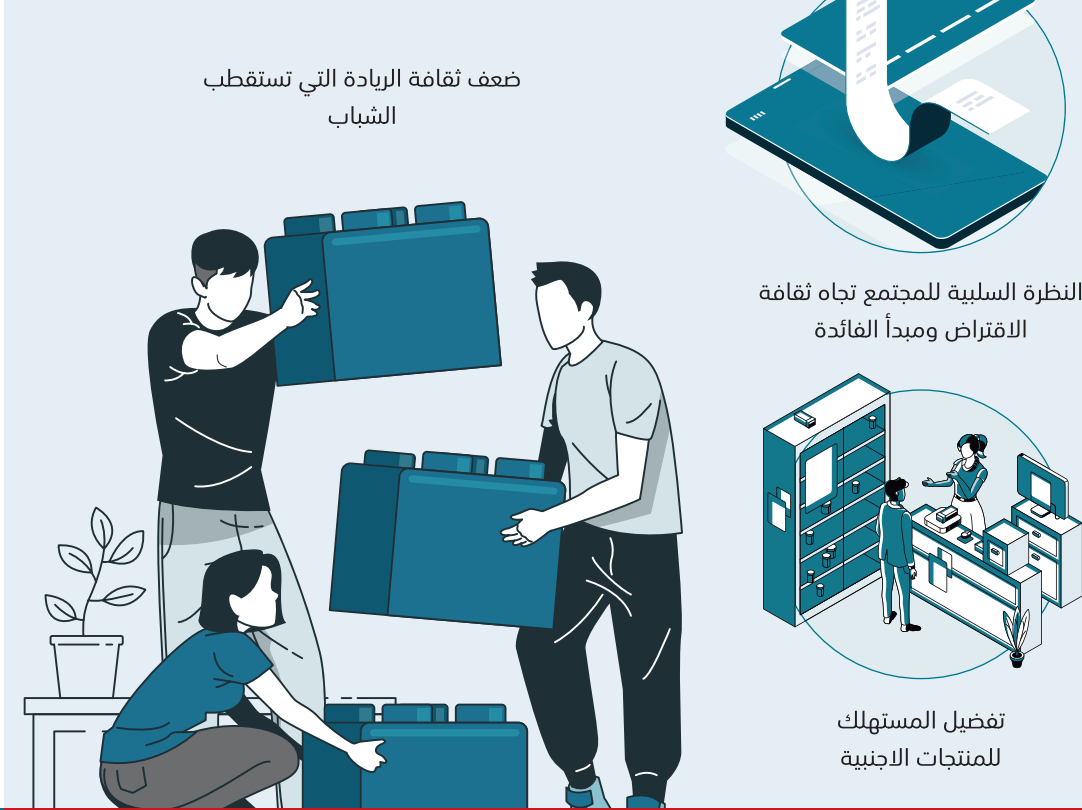 ضعف ثقافة الريادة التي تستقطب
الشباب
النظرة السلبية للمجتمع تجاه ثقافة
الاقتراض ومبدأ الفائدة
تفضيل المستهلك
للمنتجات الاجنبية